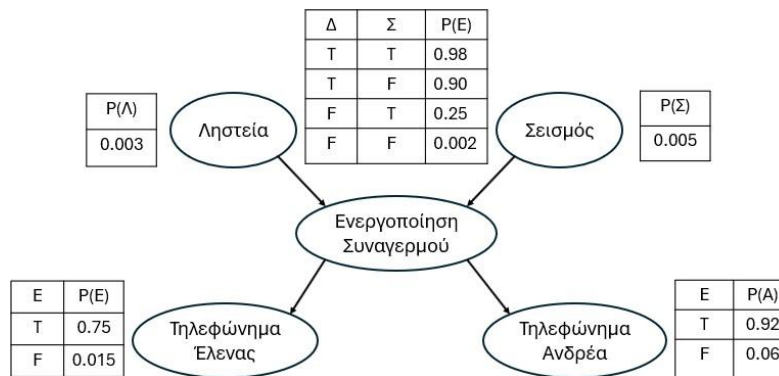 Δ Σ P(E)
T T 0.98
T F 0.90
F T 0.25
F F 0.002
P(Λ)
0.003
Ληστεία
Σεισμός
P(Σ)
0.005
Ενεργοποίηση
Συναγερμού
E P(E)
T 0.75
F 0.015
Τηλεφώνημα
Έλενας
Τηλεφώνημα
Ανδρέα
E P(A)
T 0.92
F 0.06